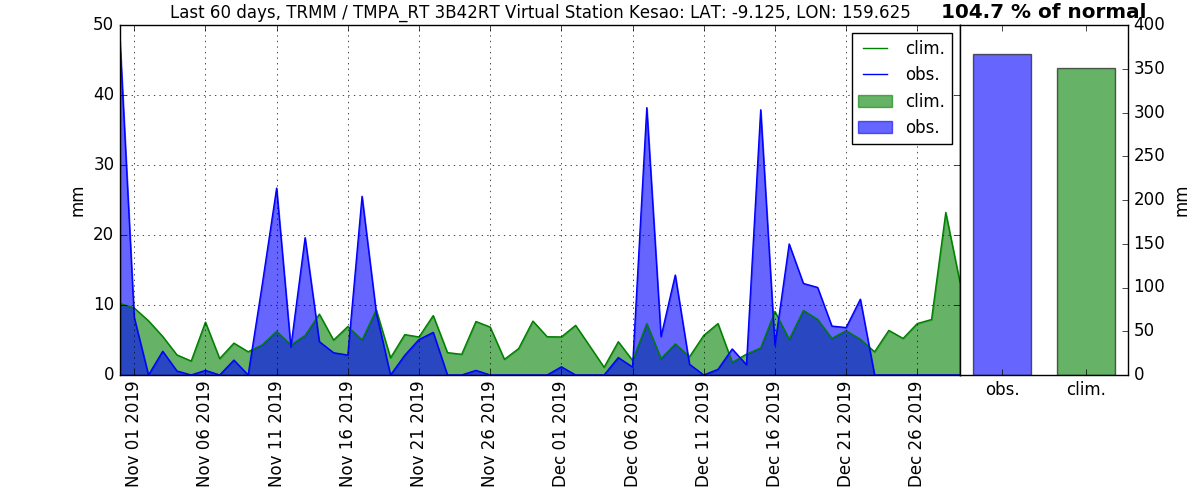 Last 60 days, TRMM / TMPA_RT 3B42RT Virtual Station Kesao: LAT: -9.125, LON: 159.625
104.7 % of normal
50
40
30
20
10
0
mm
clim.
obs.
clim.
obs.
400
350
300
250
200
150
100
50
0
mm
obs.
clim.
Nov 01 2019
Nov 06 2019
Nov 11 2019
Nov 16 2019
Nov 21 2019
Nov 26 2019
Dec 01 2019
Dec 06 2019
Dec 11 2019
Dec 16 2019
Dec 21 2019
Dec 26 2019